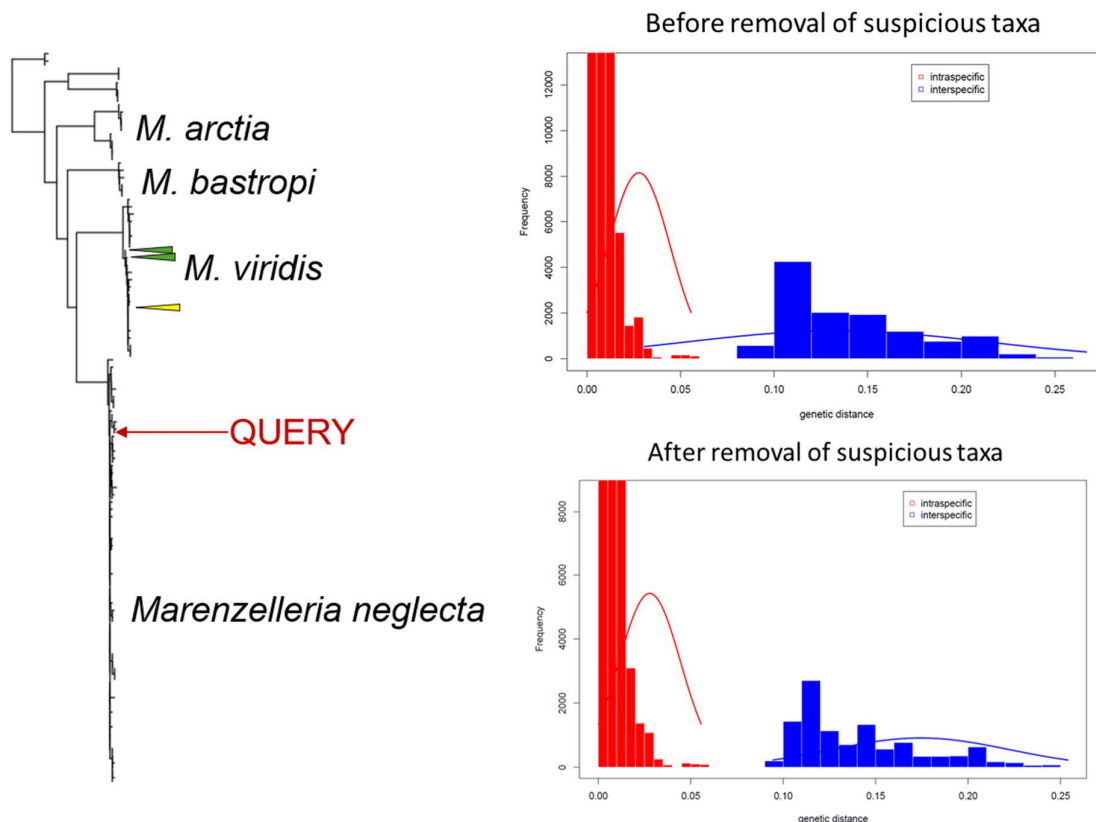 M. arctia
M. bastropi
M. viridis
QUERY
Marenzelleria neglecta
Before removal of suspicious taxa
intraspecific
interspecific
Frequency
12000
10000
8000
6000
4000
2000
0
0.00 0.05 0.10 0.15 0.20 0.25
genetic distance
After removal of suspicious taxa
intraspecific
interspecific
Frequency
8000
6000
4000
2000
0
0.00 0.05 0.10 0.15 0.20 0.25
genetic distance